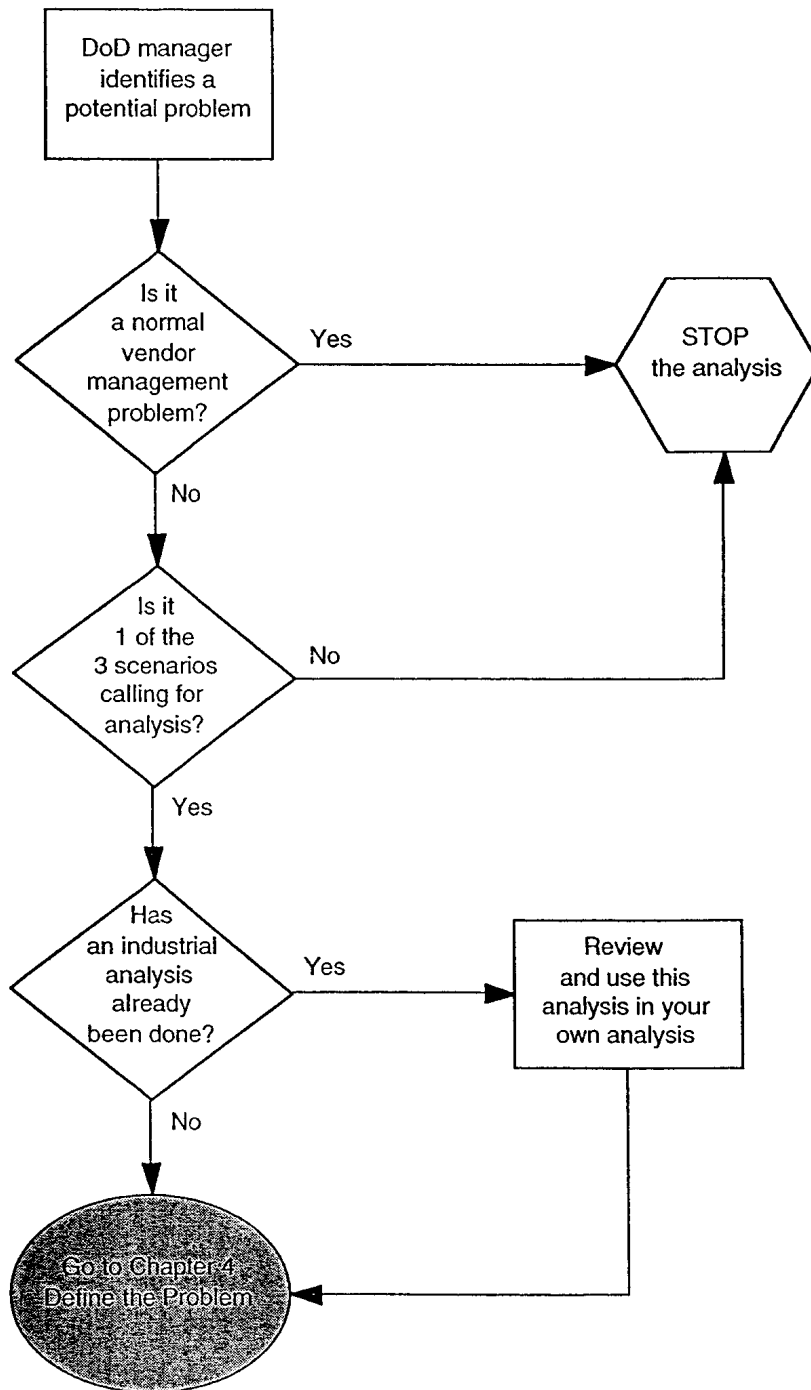 DoD manager
identifies a
potential problem
Is it
a normal
vendor
management
problem?
Yes
STOP
the analysis
No
Is it
1 of the
3 scenarios
calling for
analysis?
No
Yes
Has
an industrial
analysis
already
been done?
Yes
Review
and use this
analysis in your
own analysis
No
Go to Chapter 4
Define the Problem